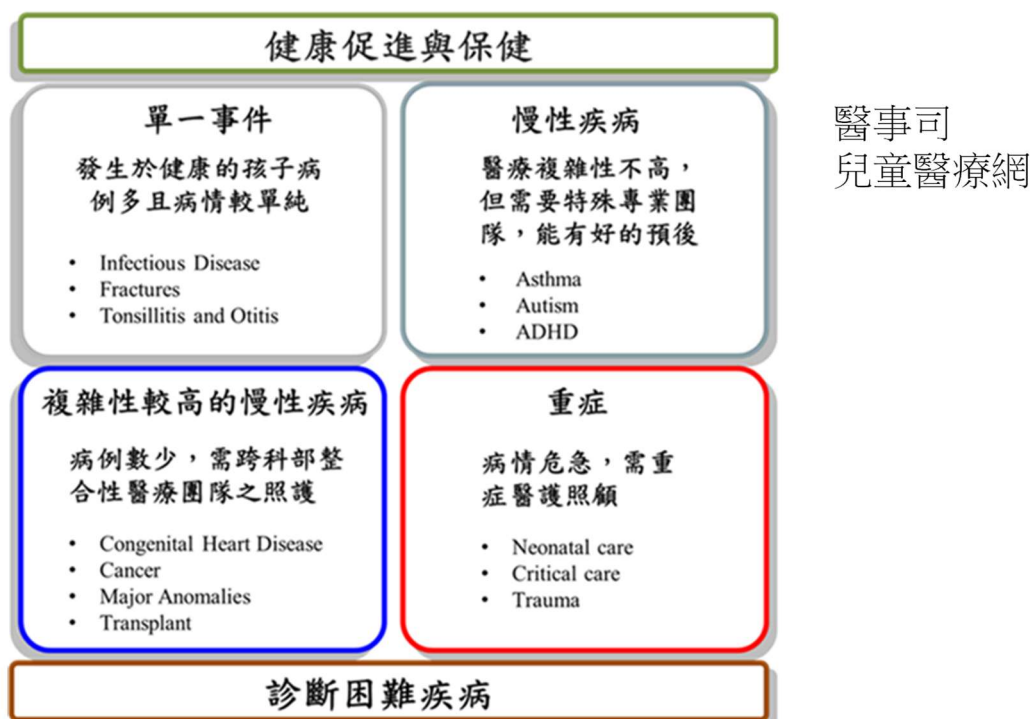 健康促進與保健
單一事件
發生於健康的孩子病
例多且病情較單純
• Infectious Disease
• Fractures
• Tonsillitis and Otitis
慢性疾病
醫療複雜性不高，
但需要特殊專業團
隊，能有好的預後
• Asthma
• Autism
• ADHD
複雜性較高的慢性疾病
病例數少，需跨科部整
合性醫療團隊之照護
• Congenital Heart Disease
• Cancer
• Major Anomalies
• Transplant
重症
病情危急，需重
症醫護照顧
• Neonatal care
• Critical care
• Trauma
診斷困難疾病
醫事司
兒童醫療網